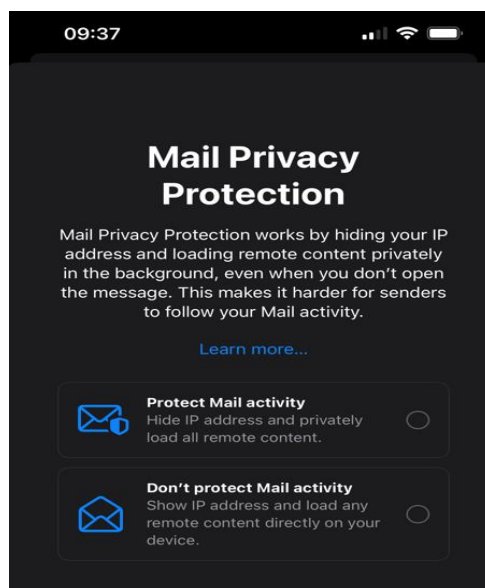 09:37
Mail Privacy
Protection
Mail Privacy Protection works by hiding your IP
address and loading remote content privately
in the background, even when you don’t open
the message. This makes it harder for senders
to follow your Mail activity.
Learn more...
Protect Mail activity
Hide IP address and privately
load all remote content.
Don’t protect Mail activity
Show IP address and load any
remote content directly on your
device.